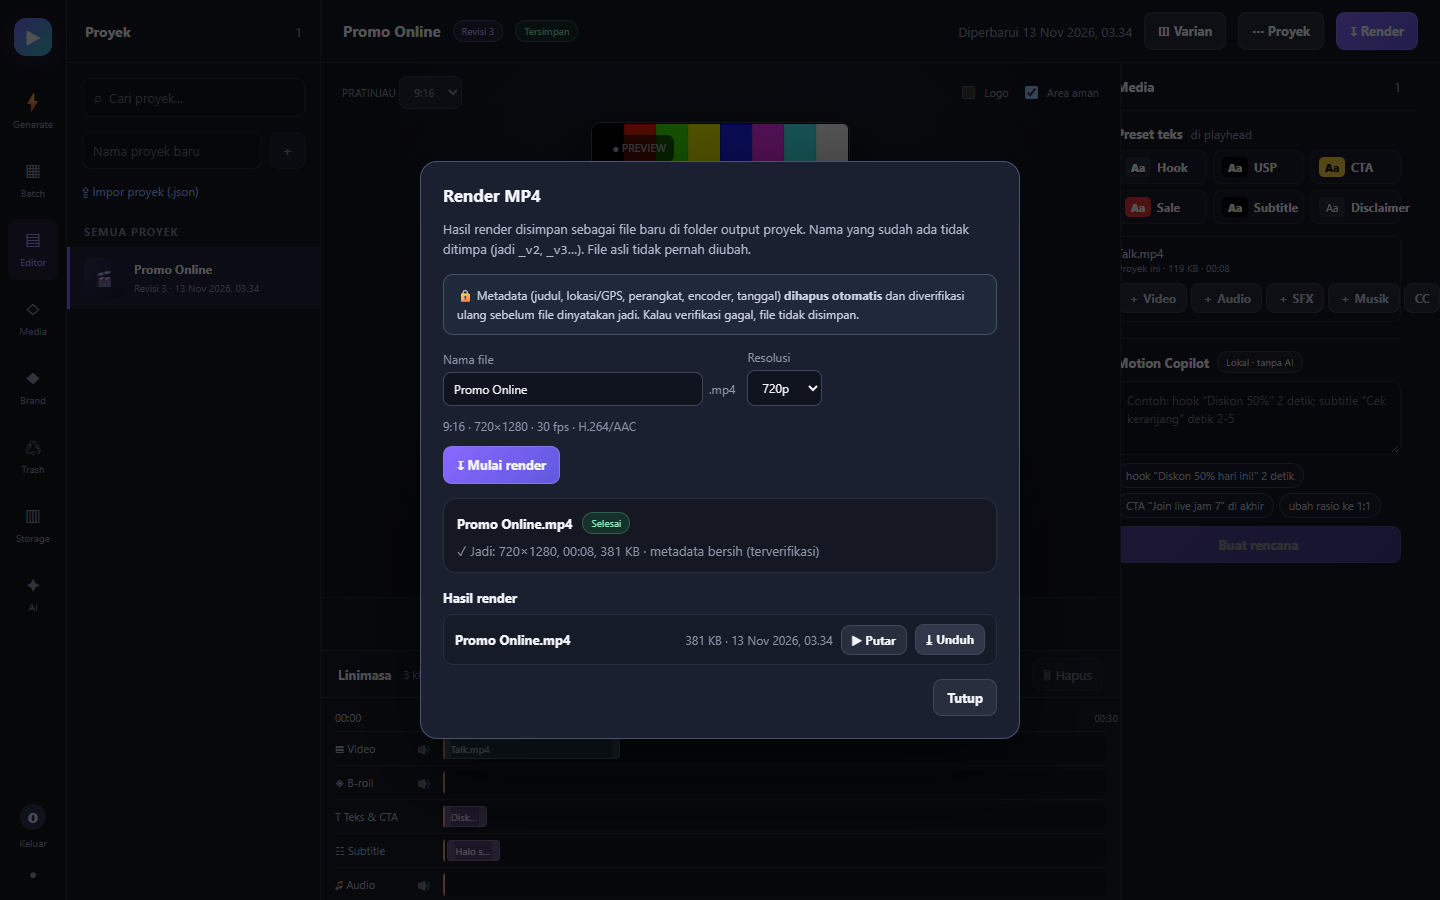 Proyek
1
Promo Online
Revisi 3
Tersimpan
Diperbarui 13 Nov 2026, 03.34
Varian
Proyek
Render
Generate
Batch
Editor
Media
Brand
Trash
Storage
AI
O
Keluar
Cari proyek...
Nama proyek baru
+
Impor proyek (.json)
SEMUA PROYEK
Promo Online
Revisi 3 · 13 Nov 2026, 03.34
PRATINJAU
9:16
Logo
Area aman
● PREVIEW
Render MP4
Hasil render disimpan sebagai file baru di folder output proyek. Nama yang sudah ada tidak
ditimpa (jadi _v2, _v3...). File asli tidak pernah diubah.
🔒 Metadata (judul, lokasi/GPS, perangkat, encoder, tanggal) dihapus otomatis dan diverifikasi
ulang sebelum file dinyatakan jadi. Kalau verifikasi gagal, file tidak disimpan.
Nama file
Promo Online
.mp4
Resolusi
720p
9:16 · 720×1280 · 30 fps · H.264/AAC
Mulai render
Promo Online.mp4
Selesai
✓ Jadi: 720×1280, 00:08, 381 KB · metadata bersih (terverifikasi)
Hasil render
Promo Online.mp4
381 KB · 13 Nov 2026, 03.34
▶ Putar
Unduh
Tutup
Media
1
Preset teks
di playhead
Aa Hook
Aa USP
Aa CTA
Aa Sale
Aa Subtitle
Aa Disclaimer
Talk.mp4
Proyek ini · 119 KB · 00:08
+ Video
+ Audio
+ SFX
+ Musik
CC
Motion Copilot
Lokal · tanpa AI
Contoh: hook "Diskon 50%" 2 detik; subtitle "Cek
keranjang" detik 2-5
hook "Diskon 50% hari ini!" 2 detik
CTA "Join live jam 7" di akhir
ubah rasio ke 1:1
Buat rencana
Linimasa
Hapus
00:00
00:30
Video
Talk.mp4
B-roll
T Teks & CTA
Disk...
Subtitle
Halo s...
Audio